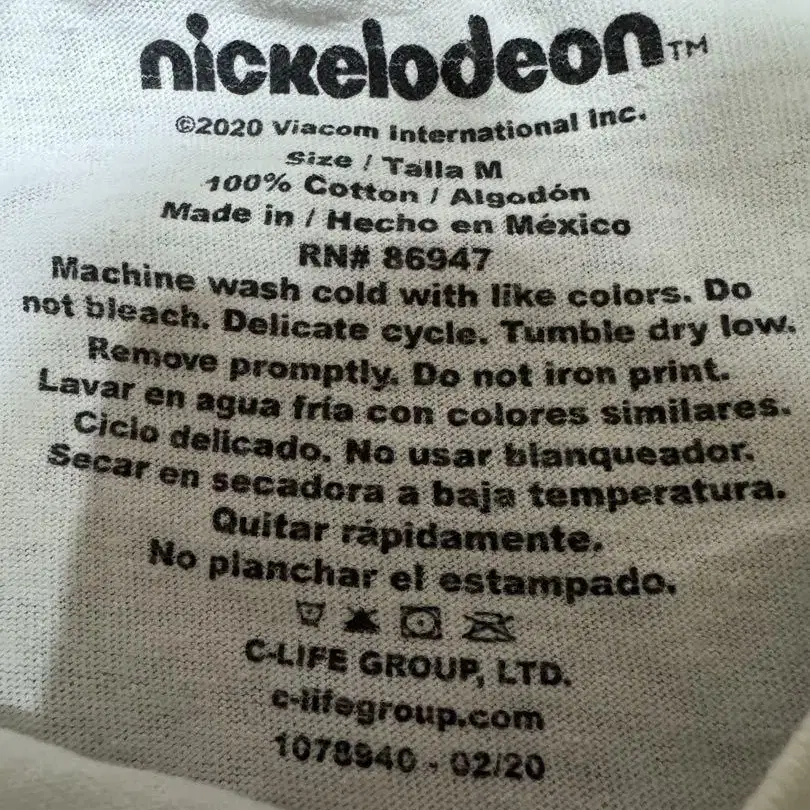 nickelodeon™
©2020 Viacom International Inc.
Size / Talla M
100% Cotton / Algodón
Made in / Hecho en México
RN# 86947
Machine wash cold with like colors. Do
not bleach. Delicate cycle. Tumble dry low.
Remove promptly. Do not iron print.
Lavar en agua fría con colores similares.
Ciclo delicado. No usar blanqueador.
Secar en secadora a baja temperatura.
Quitar rápidamente.
No planchar el estampado.
C-LIFE GROUP, LTD.
c-lifegroup.com
1078940 - 02/20